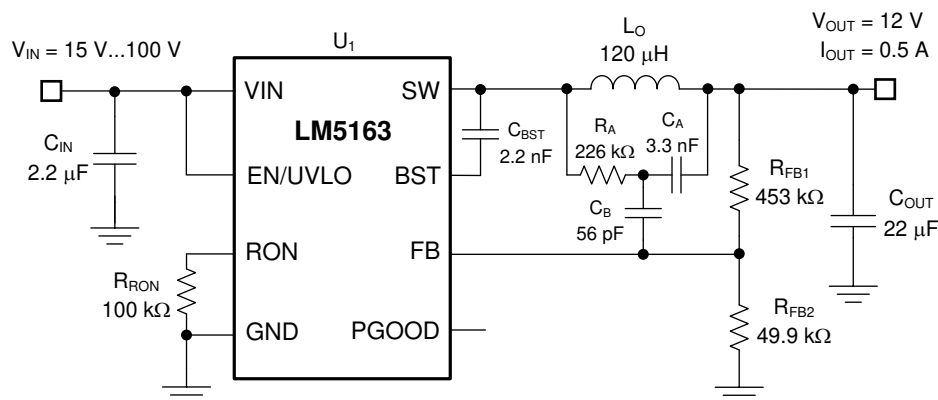 V_IN = 15 V...100 V
U1
L_O
120 μH
V_OUT = 12 V
I_OUT = 0.5 A
VIN
SW
LM5163
C_IN
2.2 μF
C_BST
2.2 nF
R_A
226 kΩ
C_A
3.3 nF
EN/UVLO
BST
R_FB1
453 kΩ
C_OUT
22 μF
C_B
56 pF
RON
FB
R_RON
100 kΩ
GND
PGOOD
R_FB2
49.9 kΩ